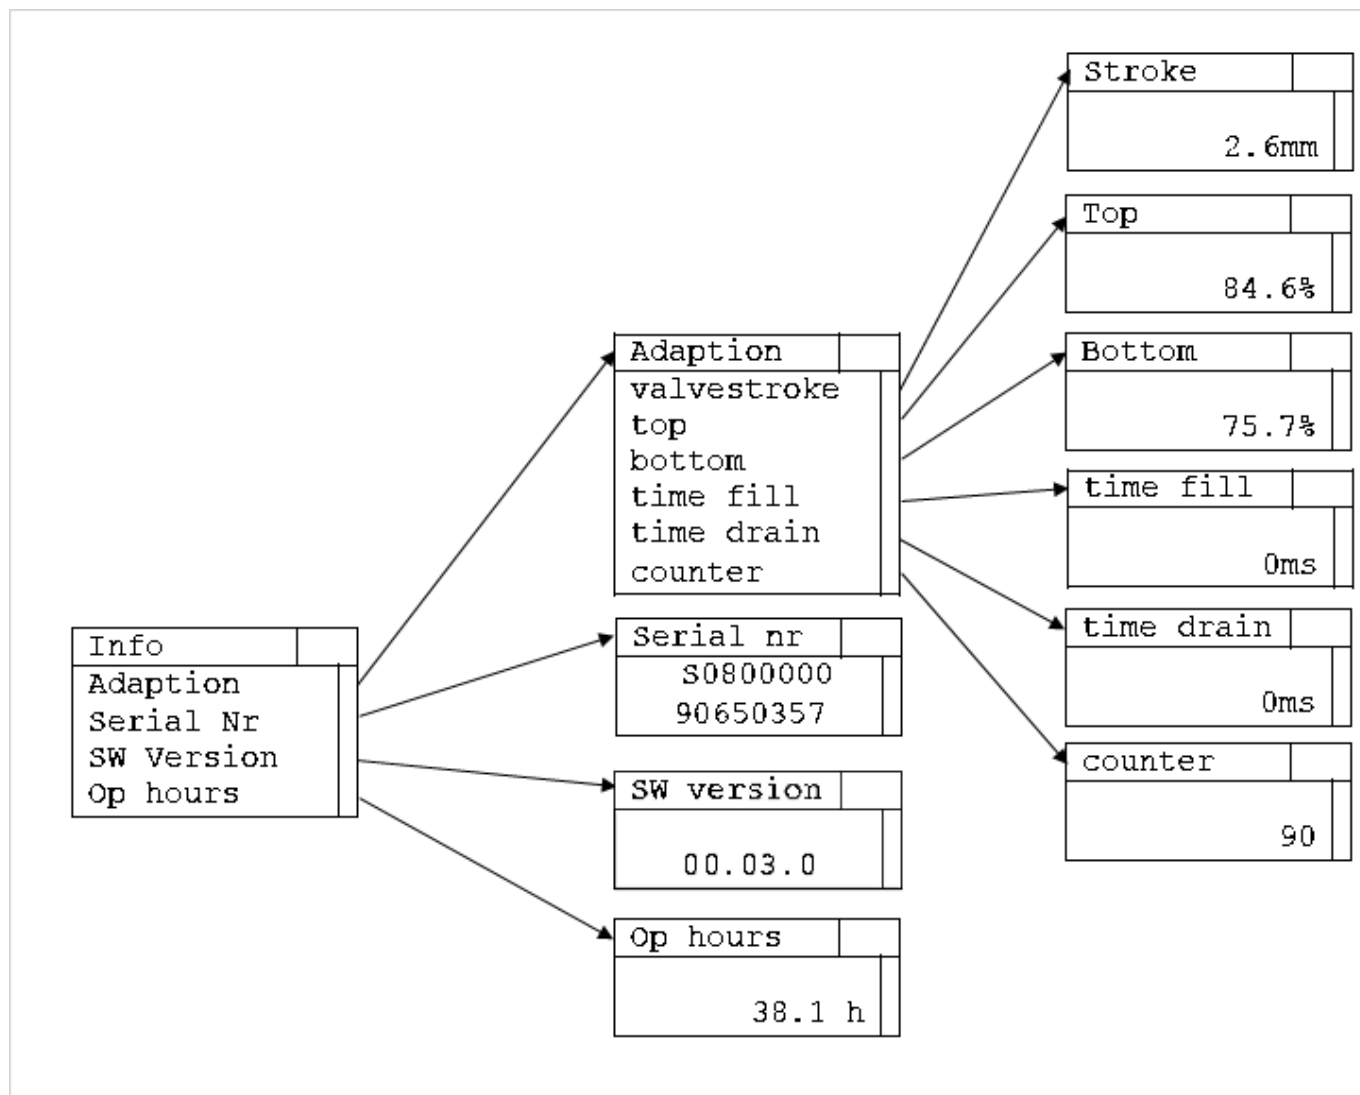 Info
Adaption
Serial Nr
SW Version
Op hours
Adaption
valvestroke
top
bottom
time fill
time drain
counter
Serial nr
S0800000
90650357
SW version
00.03.0
Op hours
38.1 h
Stroke
2.6mm
Top
84.6%
Bottom
75.7%
time fill
0ms
time drain
0ms
counter
90